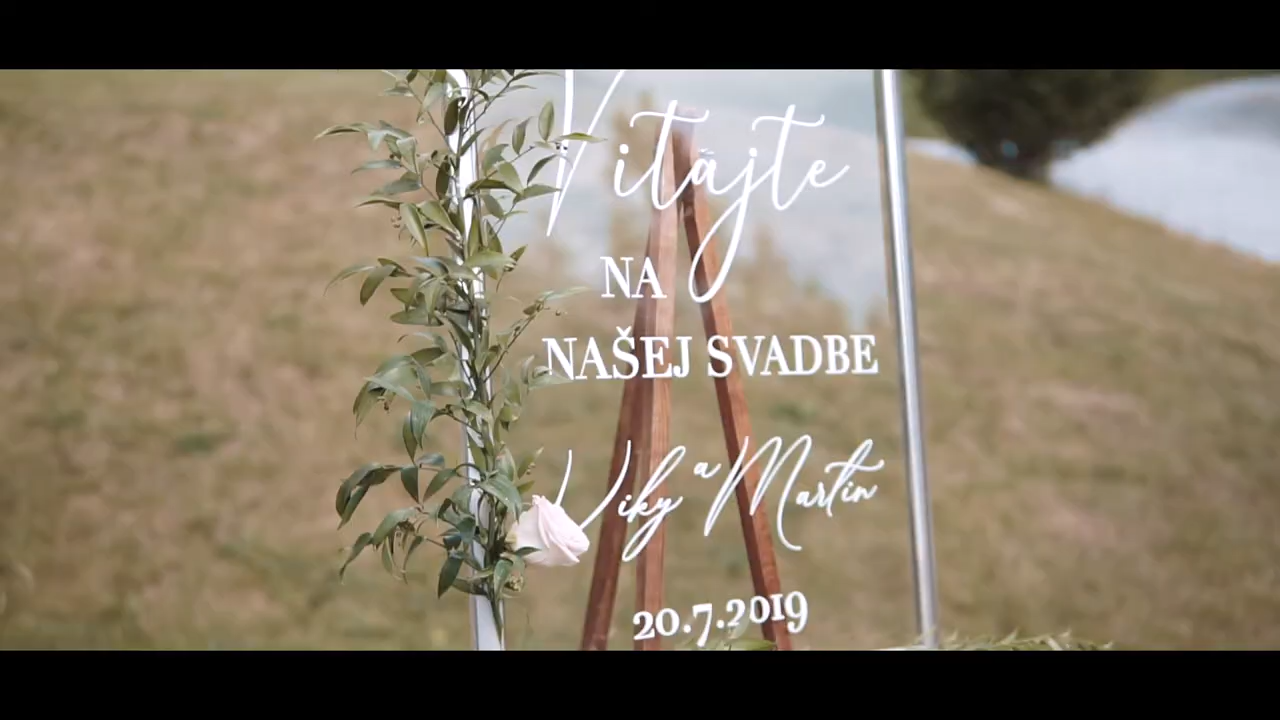 Vitajte
NA
NAŠEJ SVADBE
Viky a Martin
20.7.2019